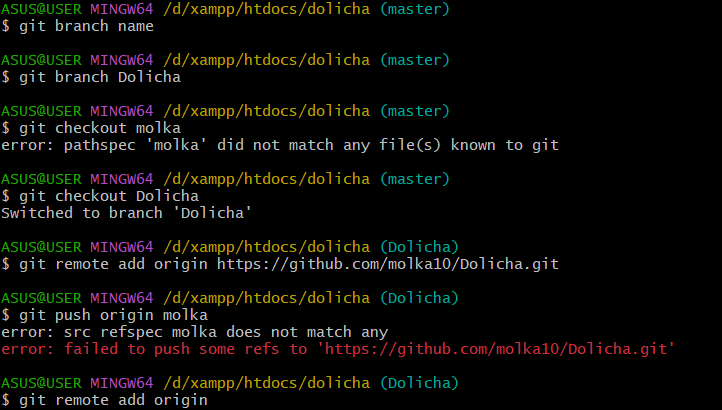 ASUS@USER MINGW64 /d/xampp/htdocs/dolicha (master)
$ git branch name
ASUS@USER MINGW64 /d/xampp/htdocs/dolicha (master)
$ git branch Dolicha
ASUS@USER MINGW64 /d/xampp/htdocs/dolicha (master)
$ git checkout molka
error: pathspec 'molka' did not match any file(s) known to git
ASUS@USER MINGW64 /d/xampp/htdocs/dolicha (master)
$ git checkout Dolicha
Switched to branch 'Dolicha'
ASUS@USER MINGW64 /d/xampp/htdocs/dolicha (Dolicha)
$ git remote add origin https://github.com/molka10/Dolicha.git
ASUS@USER MINGW64 /d/xampp/htdocs/dolicha (Dolicha)
$ git push origin molka
error: src refspec molka does not match any
error: failed to push some refs to 'https://github.com/molka10/Dolicha.git'
ASUS@USER MINGW64 /d/xampp/htdocs/dolicha (Dolicha)
$ git remote add origin